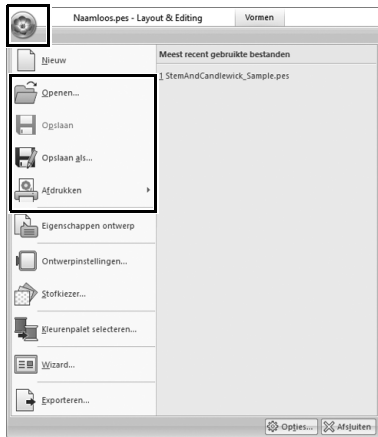 Naamloos.pes - Layout & Editing Vormen
Nieuw
Openen...
Opslaan
Opslaan als...
Afdrukken
Eigenschappen ontwerp
Ontwerpinstellingen...
Stofkiezer...
Kleurenpalet selecteren...
Wizard...
Exporteren...
Meest recent gebruikte bestanden
1 StemAndCandlewick_Sample.pes
Opties... Afsluiten